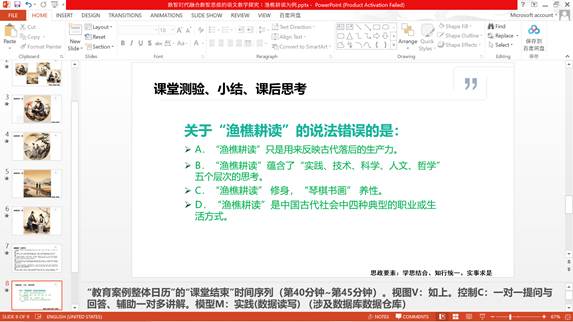 数智时代融合数智思维的语文教学探究：渔樵耕读为例.pptx - PowerPoint (Product Activation Failed)
FILE HOME INSERT DESIGN TRANSITIONS ANIMATIONS SLIDE SHOW REVIEW VIEW 百度网盘 Microsoft account
Cut
Copy
Format Painter
Paste
New Slide
Layout
Reset
Section
Text Direction
Align Text
Convert to SmartArt
Arrange
Quick Styles
Shape Fill
Shape Outline
Shape Effects
Find
Replace
Select
保存到百度网盘
Clipboard Slides Font Paragraph Drawing Editing 保存
3
4
5
6
7
8
课堂测验、小结、课后思考
关于“渔樵耕读”的说法错误的是：
A．“渔樵耕读”只是用来反映古代落后的生产力。
B．“渔樵耕读”蕴含了“实践、技术、科学、人文、哲学”
五个层次的思考。
C．“渔樵耕读” 修身，“琴棋书画” 养性。
D．“渔樵耕读”是中国古代社会中四种典型的职业或生
活方式。
思政要素：学思结合、知行统一，实事求是
“教育案例整体日历”的“课堂结束”时间序列（第40分钟~第45分钟）。视图V：如上。控制C：一对一提问与
回答、辅助一对多讲解。模型M：实践(数据读写) （涉及数据库数据仓库）
SLIDE 8 OF 8 ENGLISH (UNITED STATES) NOTES COMMENTS 67%